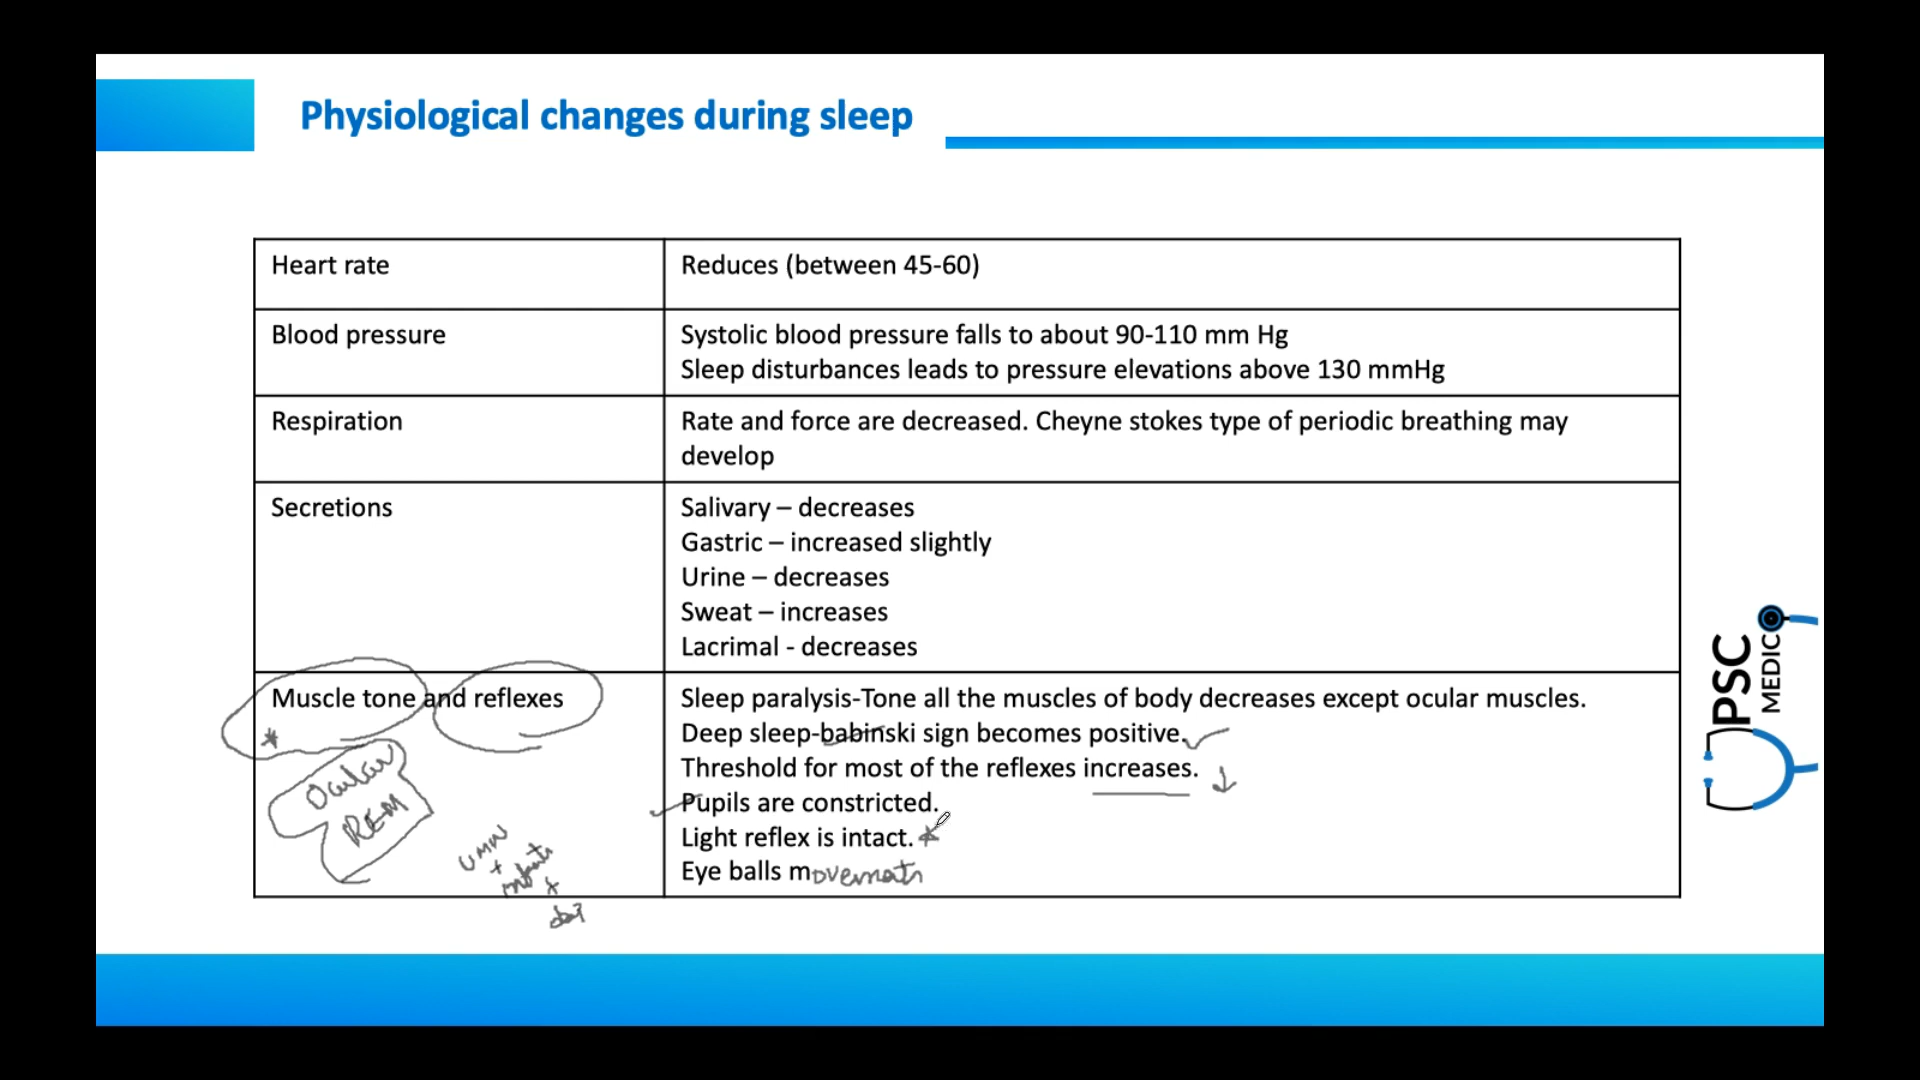 Physiological changes during sleep
Heart rate
Reduces (between 45-60)
Blood pressure
Systolic blood pressure falls to about 90-110 mm Hg
Sleep disturbances leads to pressure elevations above 130 mmHg
Respiration
Rate and force are decreased. Cheyne stokes type of periodic breathing may
develop
Secretions
Salivary – decreases
Gastric – increased slightly
Urine – decreases
Sweat – increases
Lacrimal - decreases
Muscle tone and reflexes
Ocular
REM
UMN
+
+
Sleep paralysis-Tone all the muscles of body decreases except ocular muscles.
Deep sleep-babinski sign becomes positive.
Threshold for most of the reflexes increases.
Pupils are constricted.
Light reflex is intact.
Eye balls movements
UPSC
MEDICO